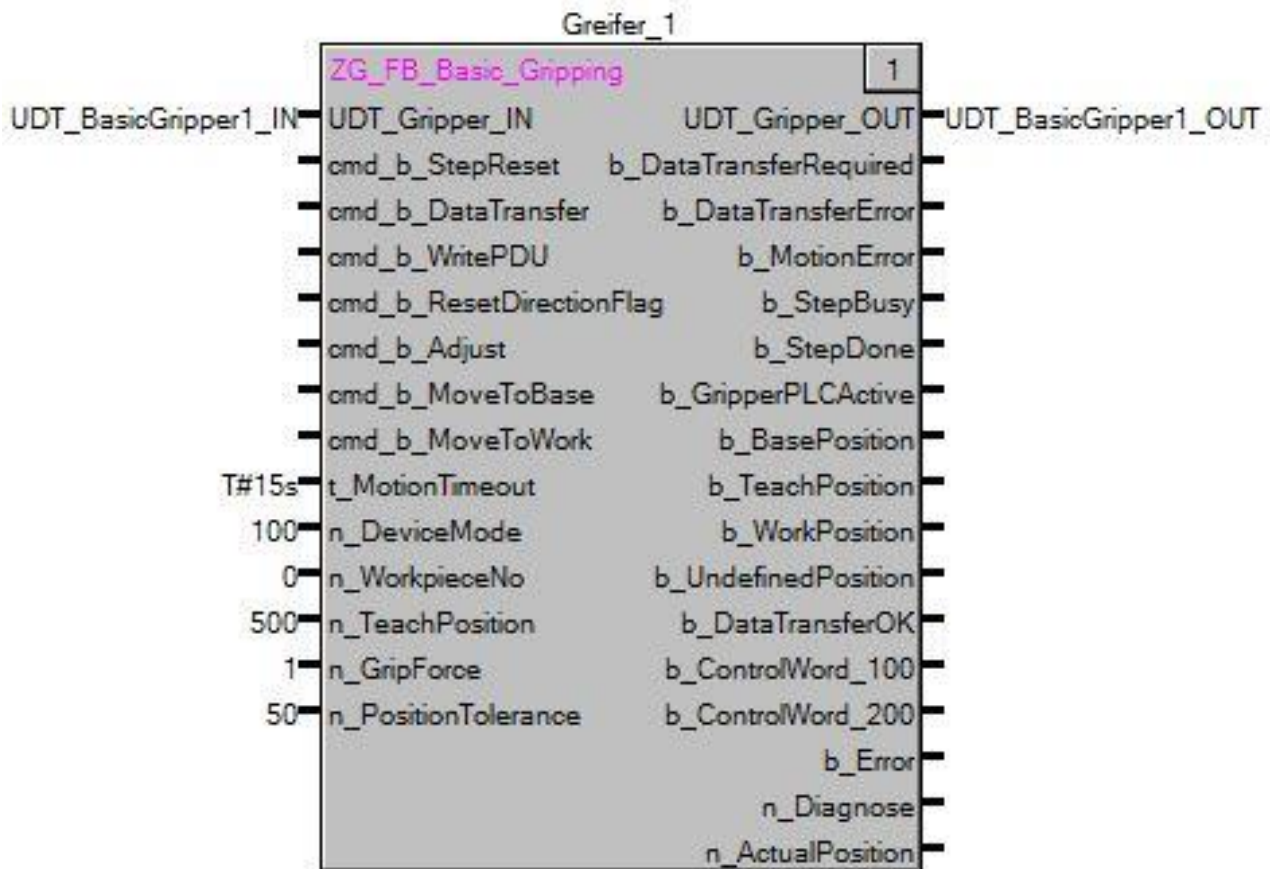 Greifer_1
ZG_FB_Basic_Gripping 1
UDT_BasicGripper1_IN UDT_Gripper_IN UDT_Gripper_OUT UDT_BasicGripper1_OUT
cmd_b_StepReset b_DataTransferRequired
cmd_b_DataTransfer b_DataTransferError
cmd_b_WritePDU b_MotionError
cmd_b_ResetDirectionFlag b_StepBusy
cmd_b_Adjust b_StepDone
cmd_b_MoveToBase b_GripperPLCActive
cmd_b_MoveToWork b_BasePosition
T#15s t_MotionTimeout b_TeachPosition
100 n_DeviceMode b_WorkPosition
0 n_WorkpieceNo b_UndefinedPosition
500 n_TeachPosition b_DataTransferOK
1 n_GripForce b_ControlWord_100
50 n_PositionTolerance b_ControlWord_200
b_Error
n_Diagnose
n_ActualPosition